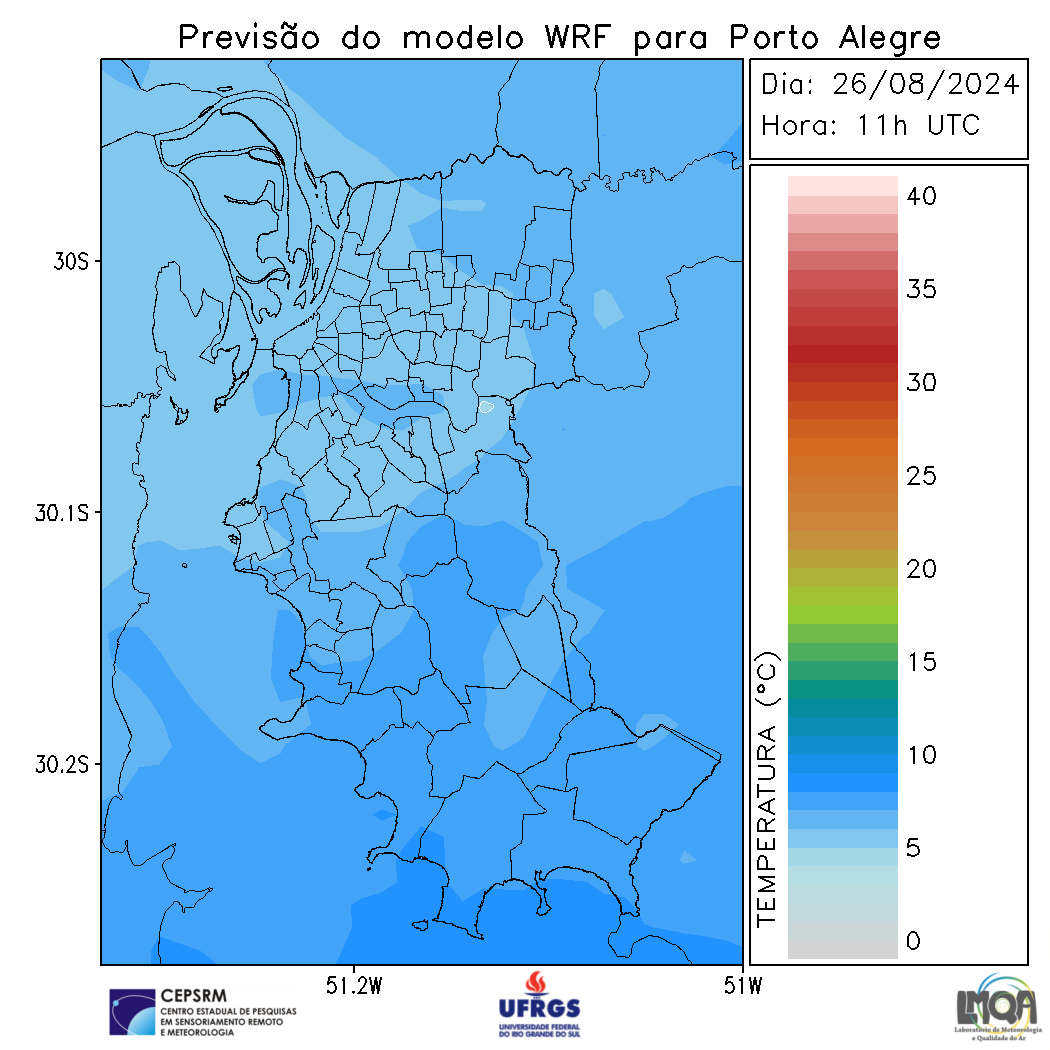 Previsão do modelo WRF para Porto Alegre
Dia: 26/08/2024
Hora: 11h UTC
30S
30.1S
30.2S
51.2W
51W
40
35
30
25
20
15
10
5
0
TEMPERATURA (°C)
CEPSRM
CENTRO ESTADUAL DE PESQUISAS
EM SENSORIAMENTO REMOTO
E METEOROLOGIA
UFRGS
UNIVERSIDADE FEDERAL
DO RIO GRANDE DO SUL
LMQA
Laboratório de Meteorologia
e Qualidade do Ar